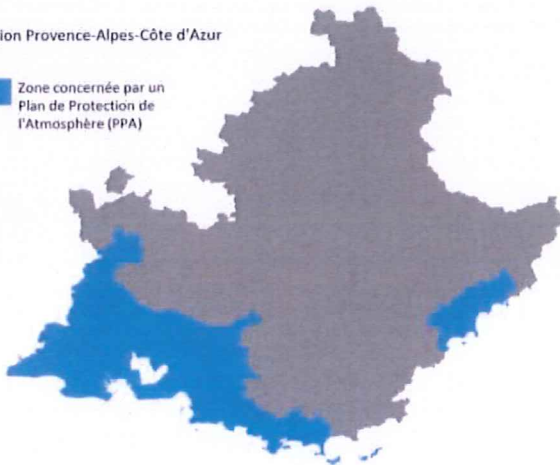 ion Provence-Alpes-Côte d'Azur
Zone concernée par un
Plan de Protection de
l'Atmosphère (PPA)